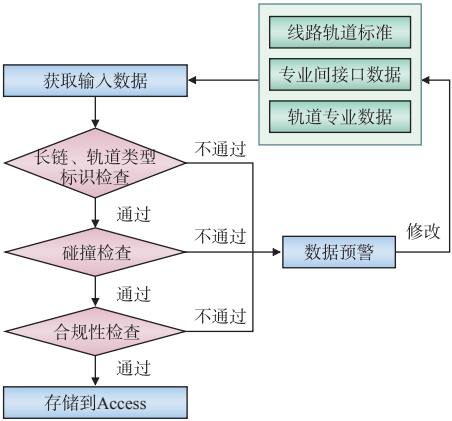 线路轨道标准
专业间接口数据
轨道专业数据
获取输入数据
长链、轨道类型
标识检查
不通过
通过
碰撞检查
不通过
数据预警
修改
通过
合规性检查
不通过
通过
存储到Access